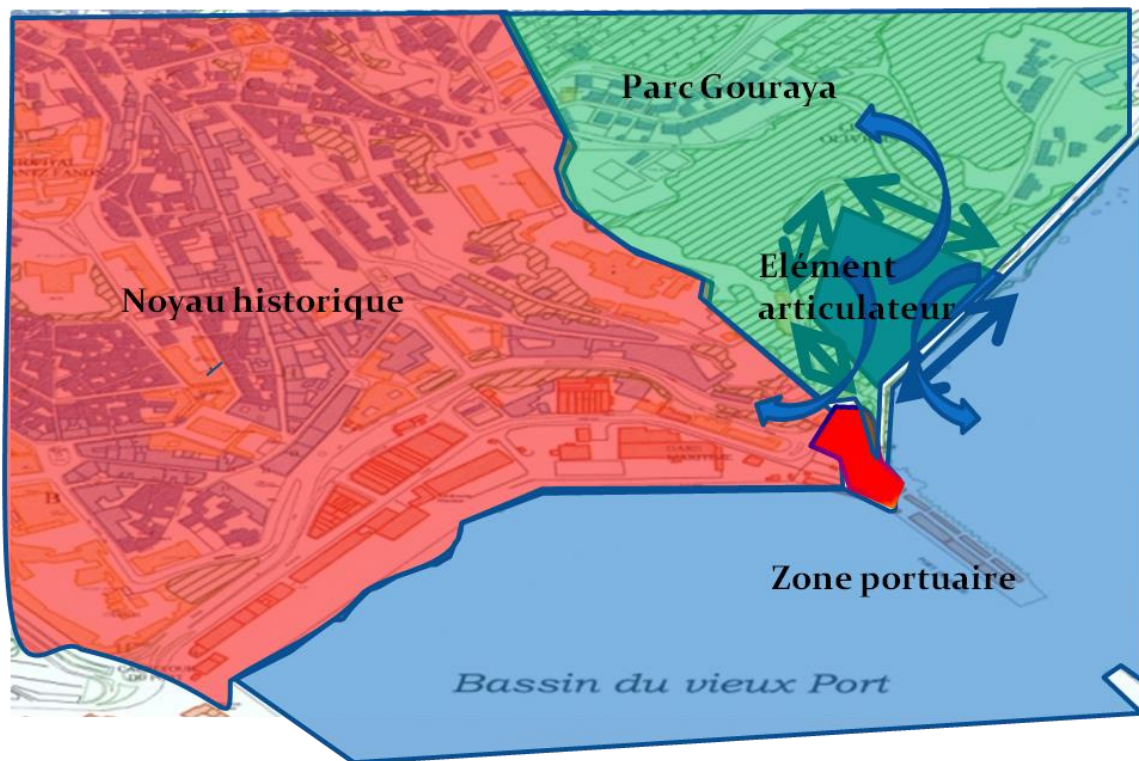 Parc Gouraya
Elément
articulateur
Noyau historique
Zone portuaire
Bassin du vieux Port